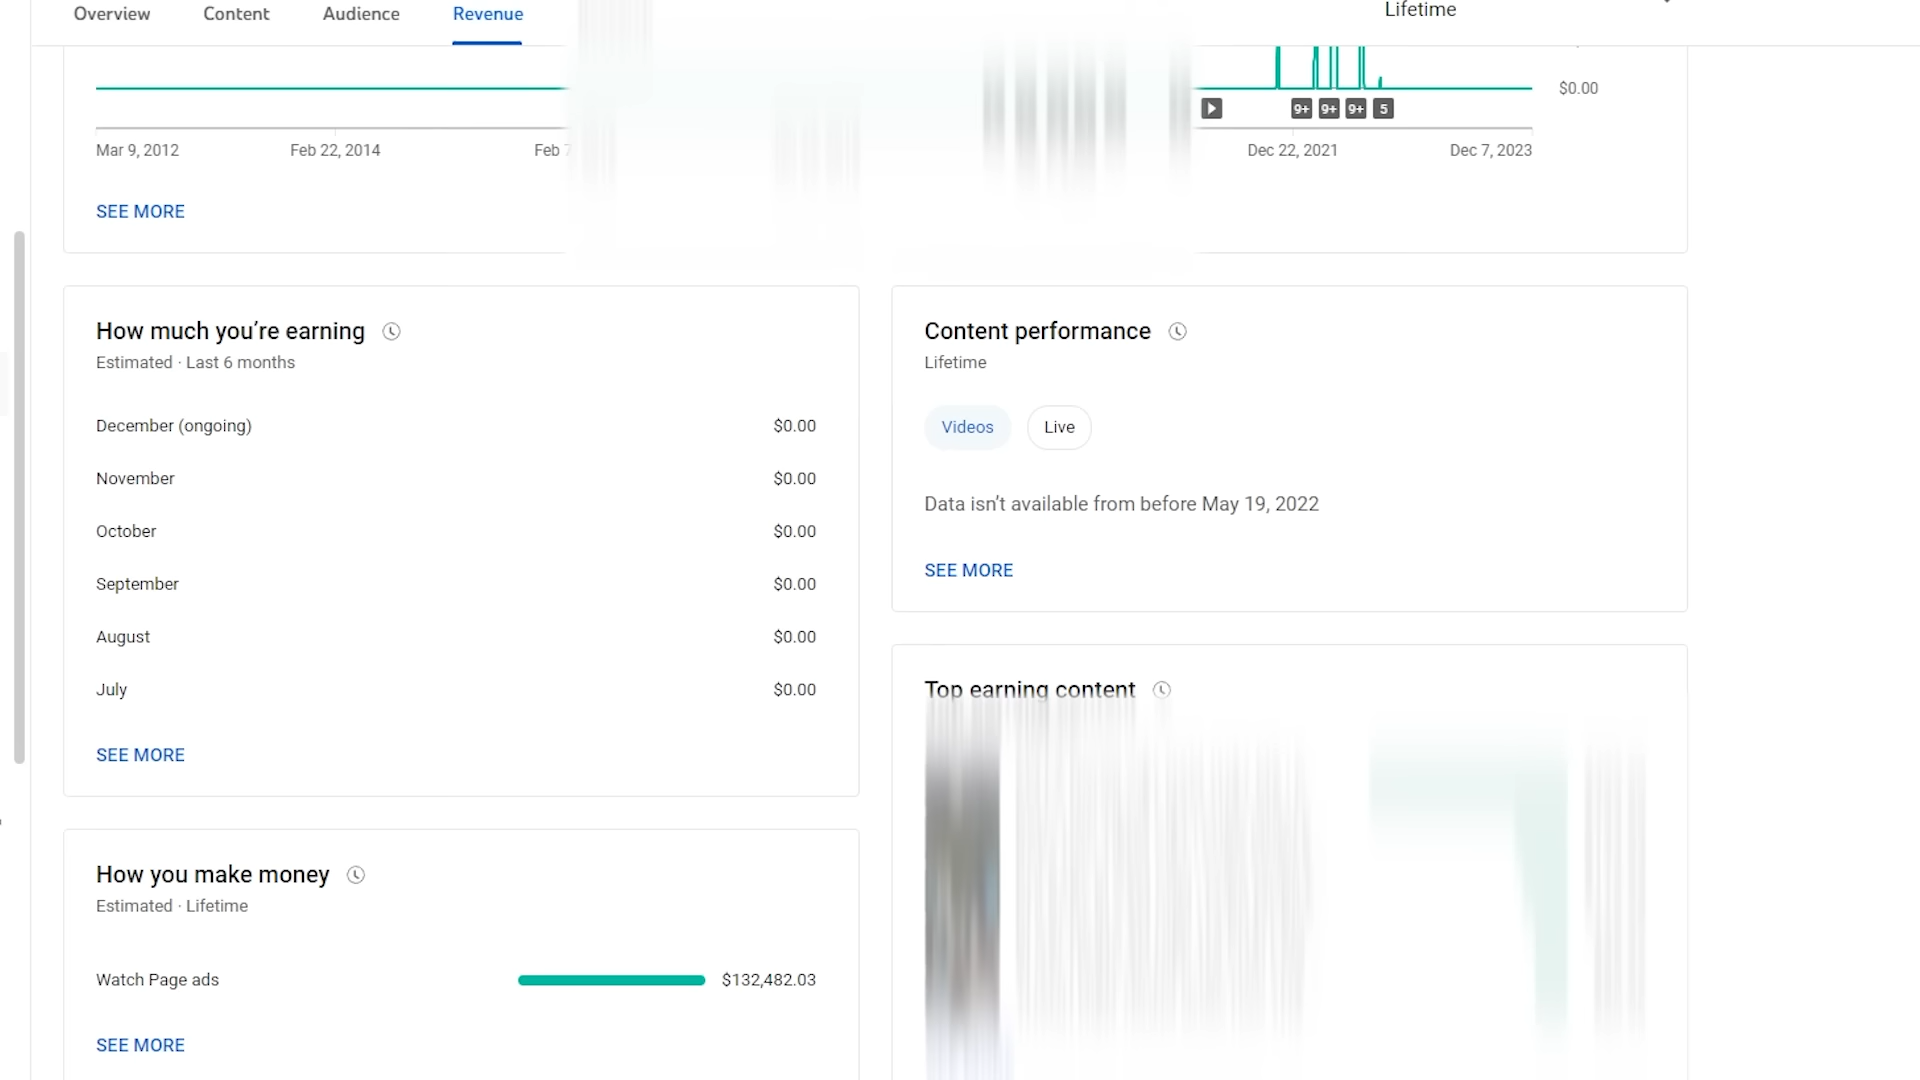 Overview Content Audience Revenue
Lifetime
$0.00
9+ 9+ 9+ 5
Mar 9, 2012 Feb 22, 2014 Feb Dec 22, 2021 Dec 7, 2023
SEE MORE
How much you’re earning
Estimated · Last 6 months
December (ongoing) $0.00
November $0.00
October $0.00
September $0.00
August $0.00
July $0.00
SEE MORE
How you make money
Estimated · Lifetime
Watch Page ads $132,482.03
SEE MORE
Content performance
Lifetime
Videos Live
Data isn’t available from before May 19, 2022
SEE MORE
Top earning content